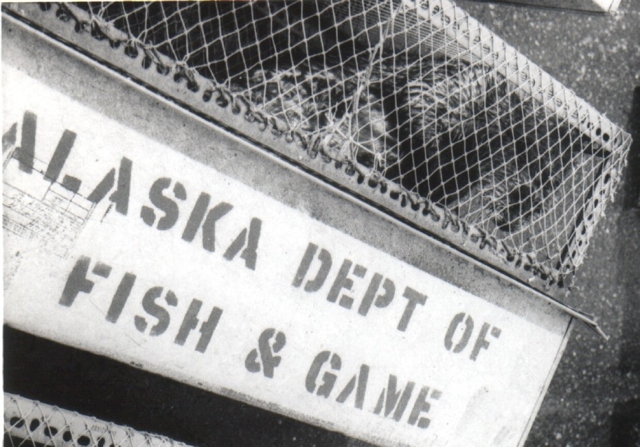 ALASKA DEPT OF
FISH & GAME